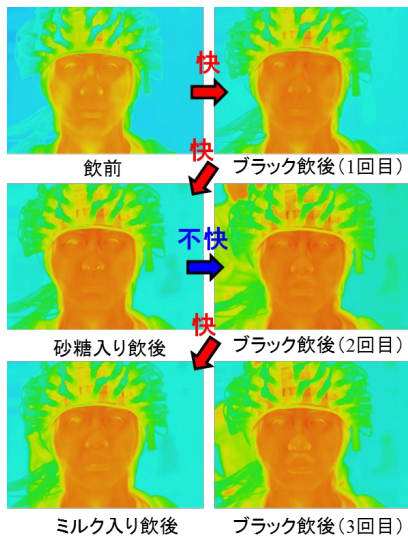 快
飲前
ブラック飲後(1回目)
快
不快
砂糖入り飲後
ブラック飲後(2回目)
快
ミルク入り飲後
ブラック飲後(3回目)